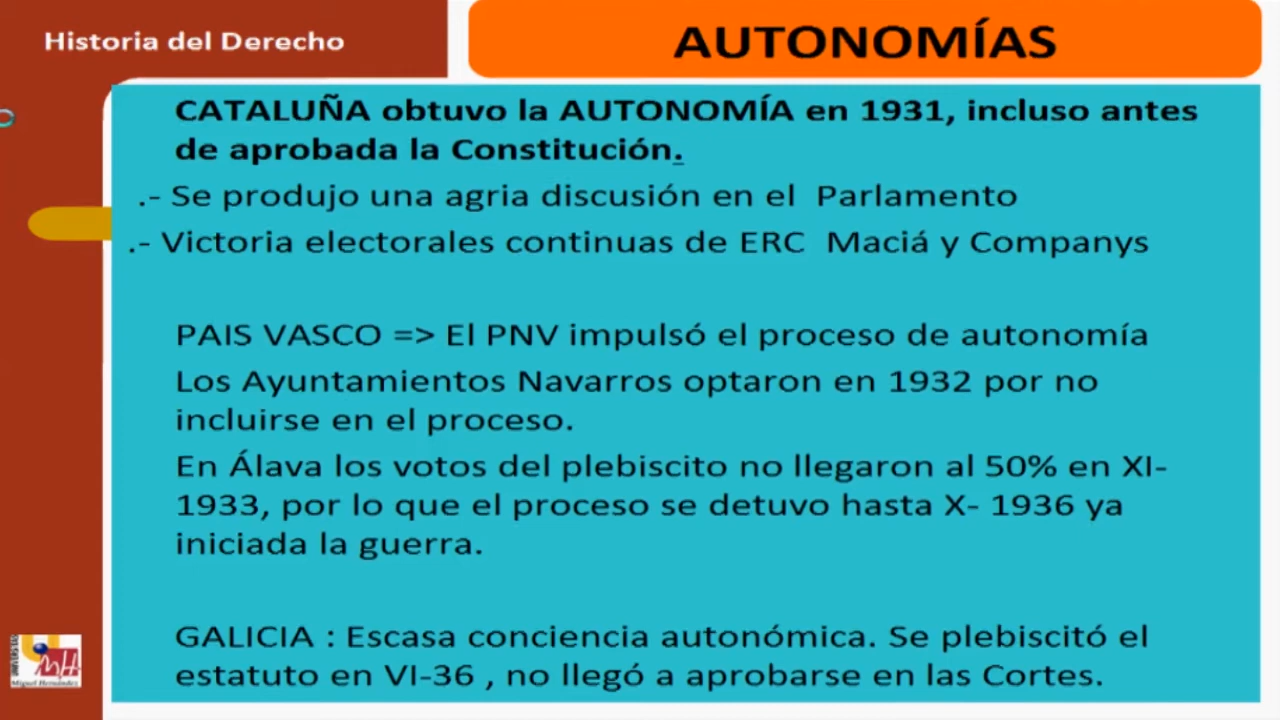 Historia del Derecho
AUTONOMÍAS
CATALUÑA obtuvo la AUTONOMÍA en 1931, incluso antes
de aprobada la Constitución.
.- Se produjo una agria discusión en el Parlamento
.- Victoria electorales continuas de ERC Maciá y Companys
PAIS VASCO => El PNV impulsó el proceso de autonomía
Los Ayuntamientos Navarros optaron en 1932 por no
incluirse en el proceso.
En Álava los votos del plebiscito no llegaron al 50% en XI-
1933, por lo que el proceso se detuvo hasta X- 1936 ya
iniciada la guerra.
GALICIA : Escasa conciencia autonómica. Se plebiscitó el
estatuto en VI-36 , no llegó a aprobarse en las Cortes.
MH
Miguel Hernández